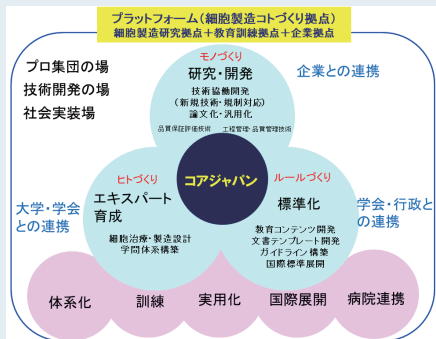 プラットフォーム(細胞製造コトづくり拠点)
細胞製造研究拠点＋教育訓練拠点＋企業拠点
プロ集団の場
技術開発の場
社会実装場
モノづくり
研究・開発
技術協働開発
(新規技術・規制対応)
論文化・汎用化
品質保証評価技術　工程管理・品質管理技術
企業との連携
コアジャパン
ヒトづくり
エキスパート
育成
細胞治療・製造設計
学問体系構築
ルールづくり
標準化
教育コンテンツ開発
文書テンプレート開発
ガイドライン構築
国際標準展開
大学・学会
との連携
学会・行政と
の連携
体系化
訓練
実用化
国際展開
病院連携